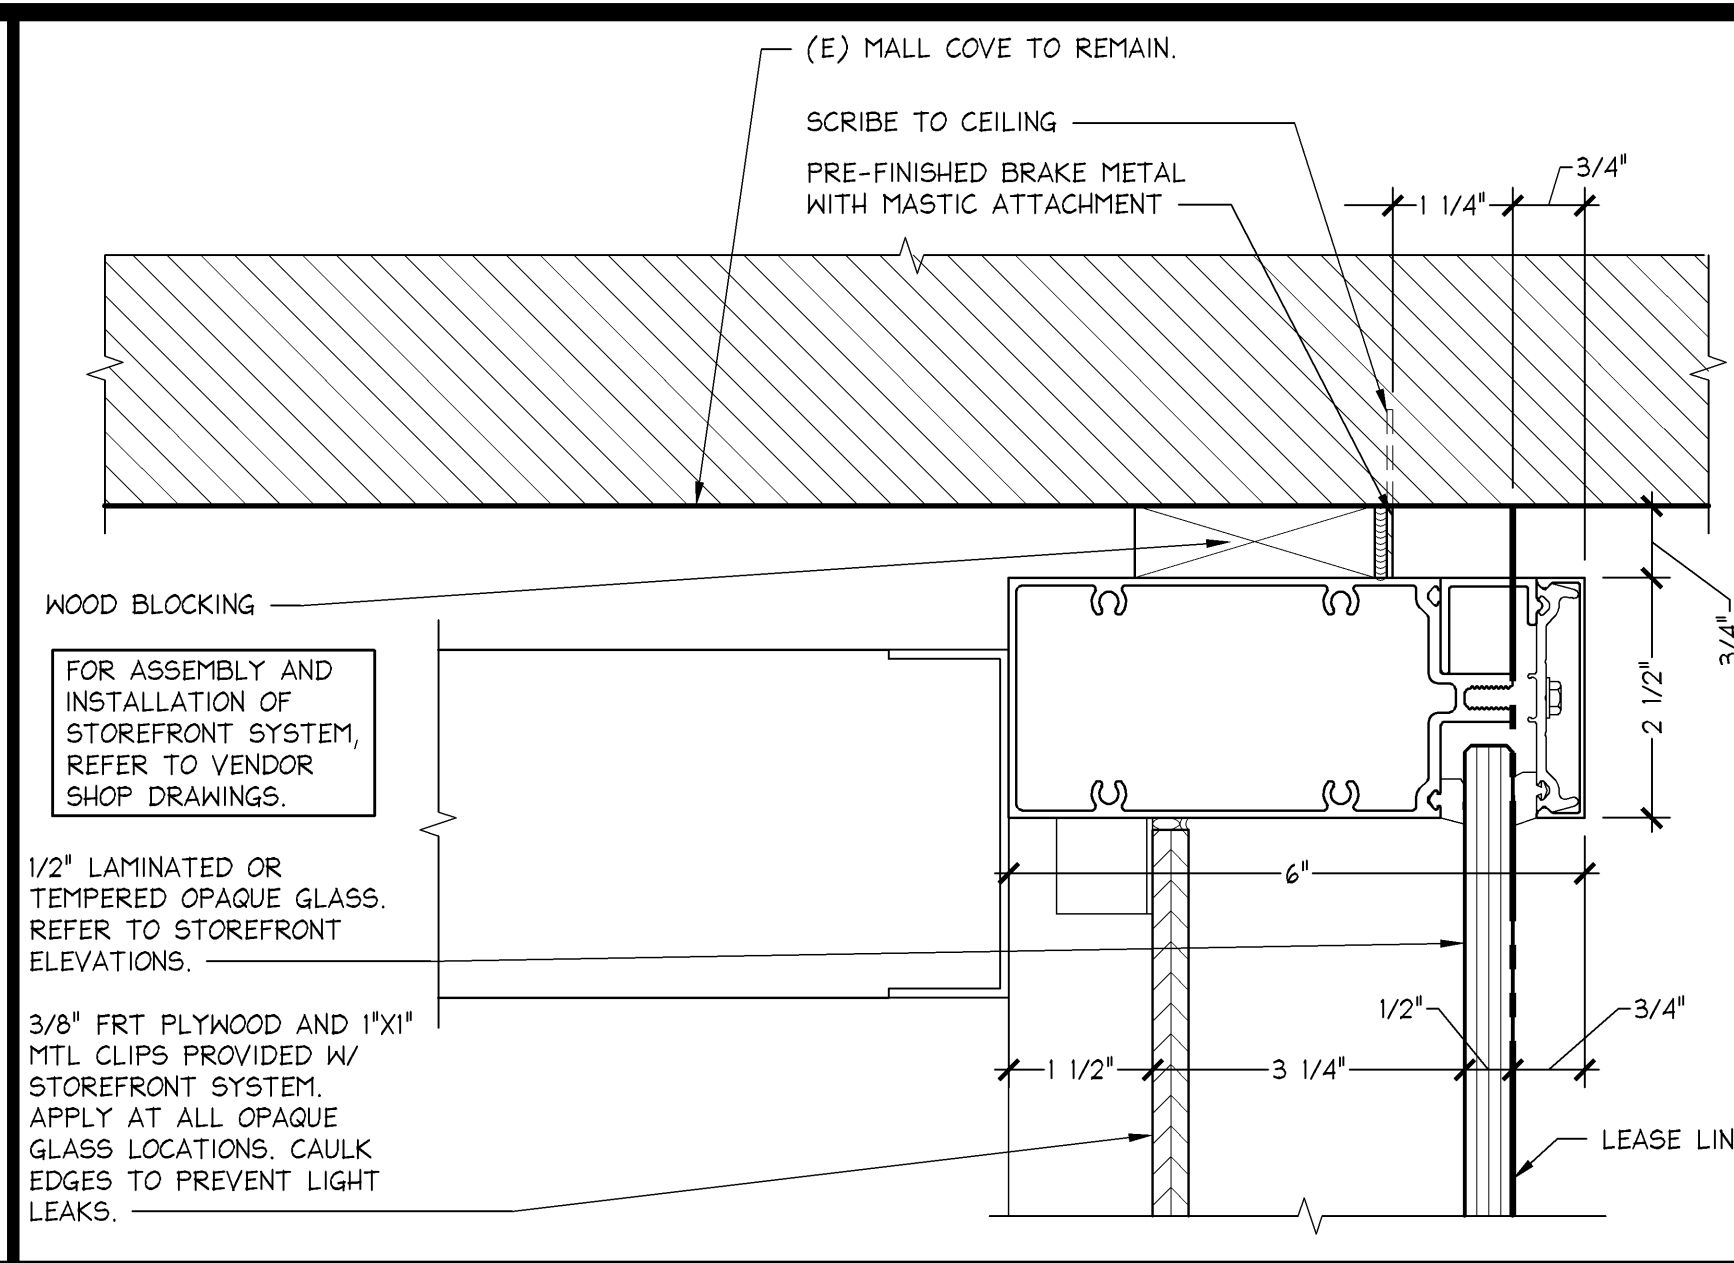 (E) MALL COVE TO REMAIN.
SCRIBE TO CEILING
PRE-FINISHED BRAKE METAL
WITH MASTIC ATTACHMENT
1 1/4"
3/4"
WOOD BLOCKING
3/4"
2 1/2"
FOR ASSEMBLY AND
INSTALLATION OF
STOREFRONT SYSTEM,
REFER TO VENDOR
SHOP DRAWINGS.
6"
1/2" LAMINATED OR
TEMPERED OPAQUE GLASS.
REFER TO STOREFRONT
ELEVATIONS.
3/8" FRT PLYWOOD AND 1"X1"
MTL CLIPS PROVIDED W/
STOREFRONT SYSTEM.
APPLY AT ALL OPAQUE
GLASS LOCATIONS. CAULK
EDGES TO PREVENT LIGHT
LEAKS.
1/2"
3/4"
1 1/2"
3 1/4"
LEASE LIN